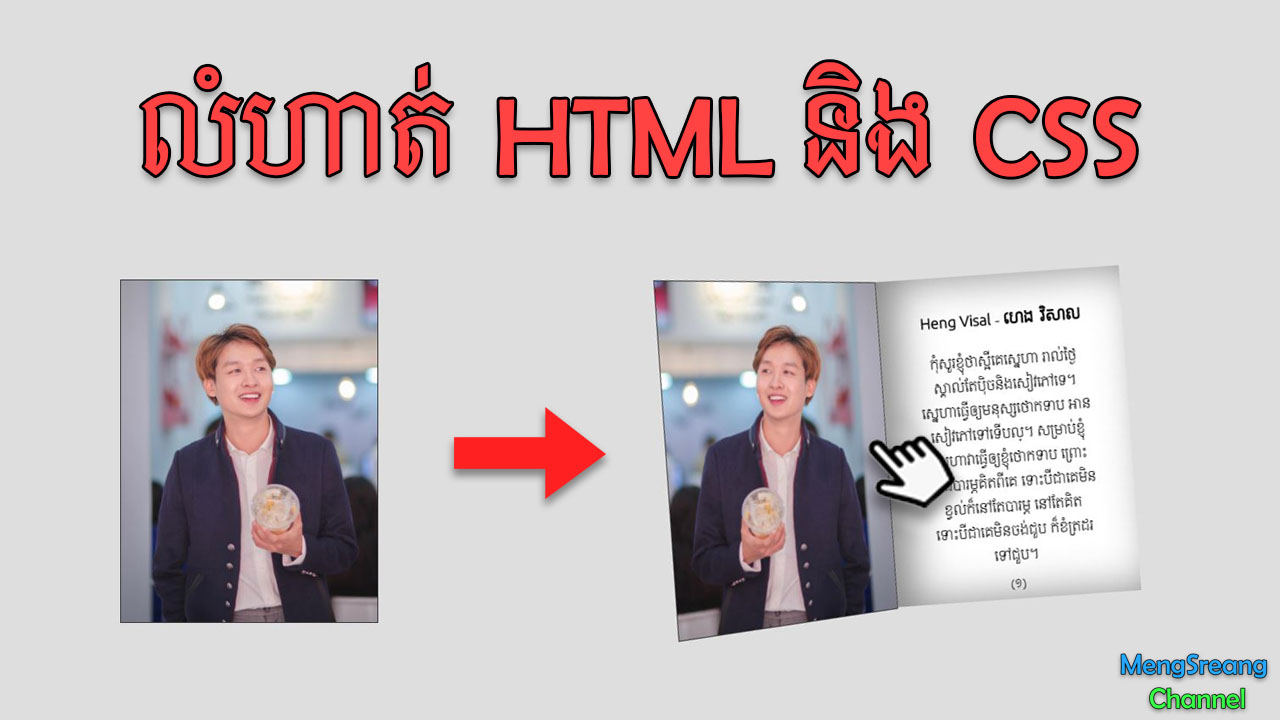 លំហាត់ HTML និង CSS
Heng Visal - ហេង វិសាល
កុំសួរខ្ញុំថាស្អីគេស្នេហា រាល់ថ្ងៃ
ស្គាល់តែប៊ិចនិងសៀវភៅទេ។
ស្នេហាធ្វើឲ្យមនុស្សថោកទាប អាន
សៀវភៅទៅទើបល្អ។ សម្រាប់ខ្ញុំ
ហាវាធ្វើឲ្យខ្ញុំថោកទាប ព្រោះ
បារម្ភគិតពីគេ ទោះបីជាគេមិន
ខ្វល់ក៏នៅតែបារម្ភ នៅតែគិត
ទោះបីជាគេមិនចង់ជួប ក៏ខំត្រដរ
ទៅជួប។
(១)
MengSreang
Channel